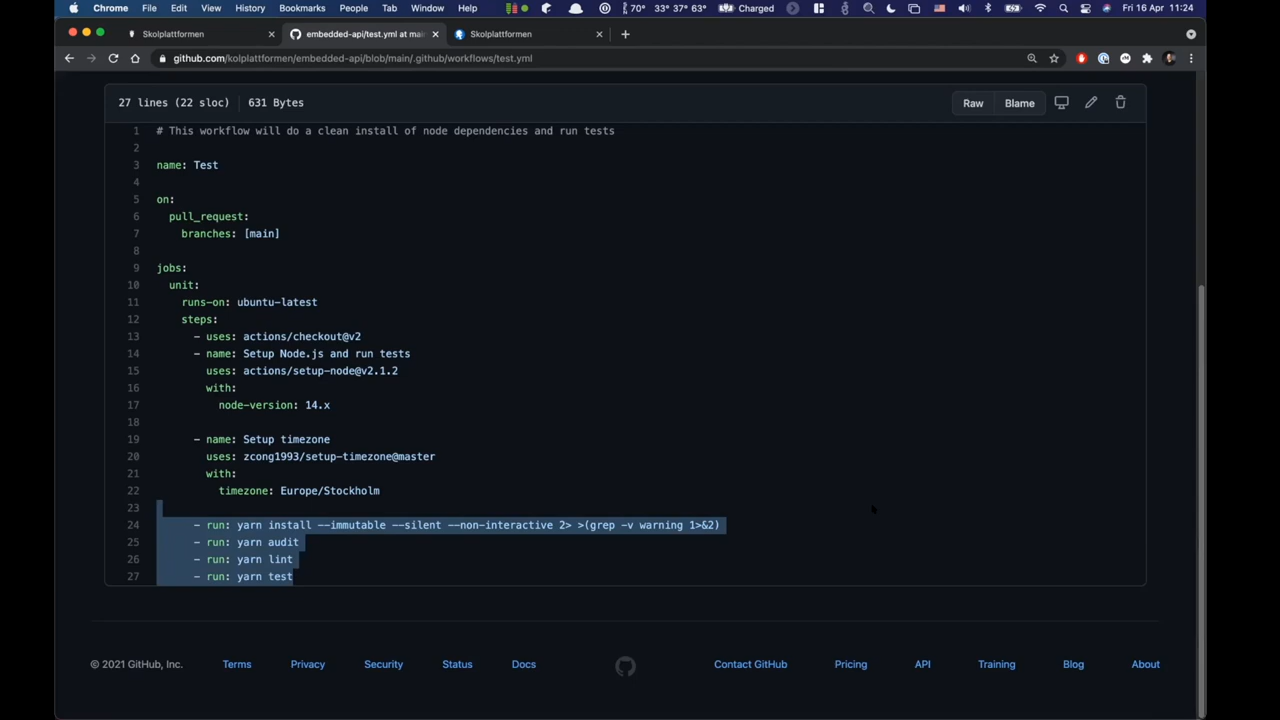 Chrome File Edit View History Bookmarks People Tab Window Help 70° 33° 37° 63° Charged Fri 16 Apr 11:24
Skolplattformen embedded-api/test.yml at mai Skolplattformen
github.com/kolplattformen/embedded-api/blob/main/.github/workflows/test.yml
27 lines (22 sloc) 631 Bytes Raw Blame
1 # This workflow will do a clean install of node dependencies and run tests
2
3 name: Test
4
5 on:
6 pull_request:
7 branches: [main]
8
9 jobs:
10 unit:
11 runs-on: ubuntu-latest
12 steps:
13 - uses: actions/checkout@v2
14 - name: Setup Node.js and run tests
15 uses: actions/setup-node@v2.1.2
16 with:
17 node-version: 14.x
18
19 - name: Setup timezone
20 uses: zcong1993/setup-timezone@master
21 with:
22 timezone: Europe/Stockholm
23
24 - run: yarn install --immutable --silent --non-interactive 2> >(grep -v warning 1>&2)
25 - run: yarn audit
26 - run: yarn lint
27 - run: yarn test
© 2021 GitHub, Inc. Terms Privacy Security Status Docs Contact GitHub Pricing API Training Blog About